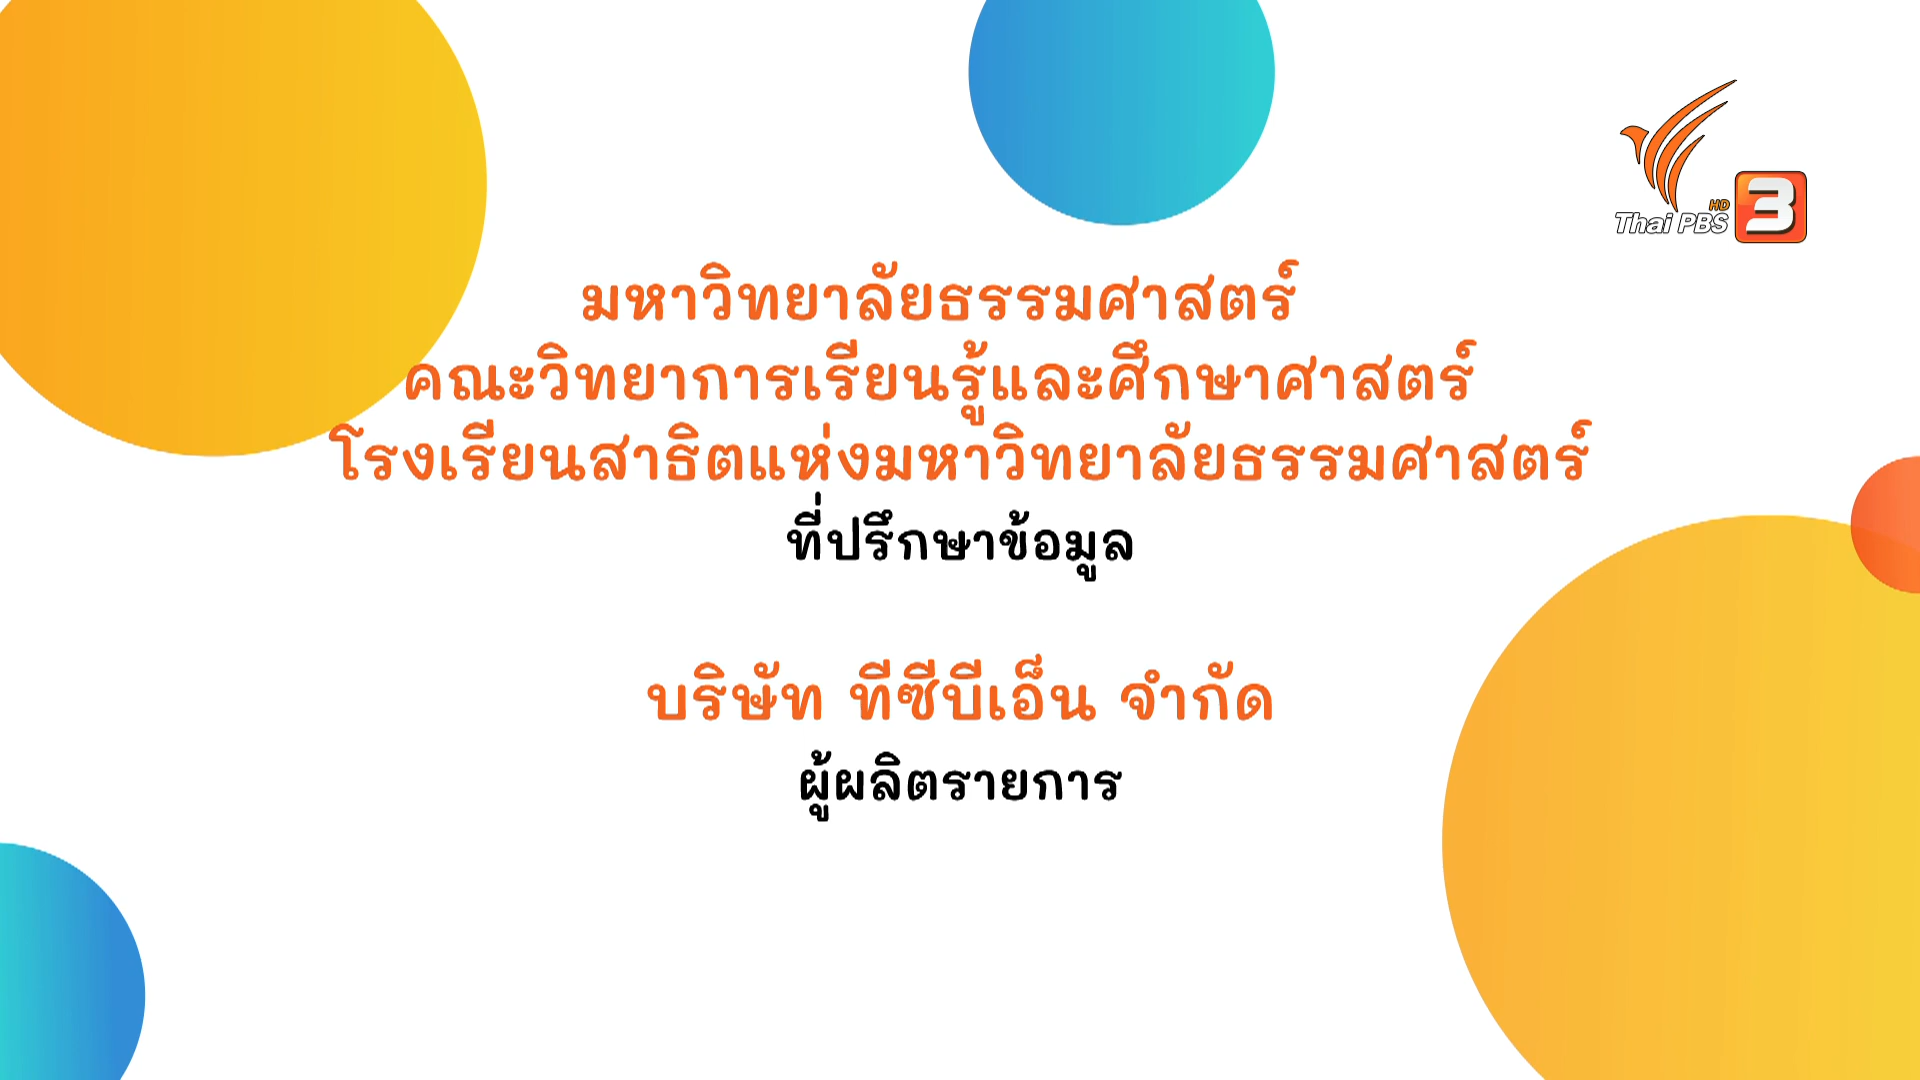 HD
Thai PBS 3
มหาวิทยาลัยธรรมศาสตร์
คณะวิทยาการเรียนรู้และศึกษาศาสตร์
โรงเรียนสาธิตแห่งมหาวิทยาลัยธรรมศาสตร์
ที่ปรึกษาข้อมูล
บริษัท ทีซีบีเอ็น จำกัด
ผู้ผลิตรายการ